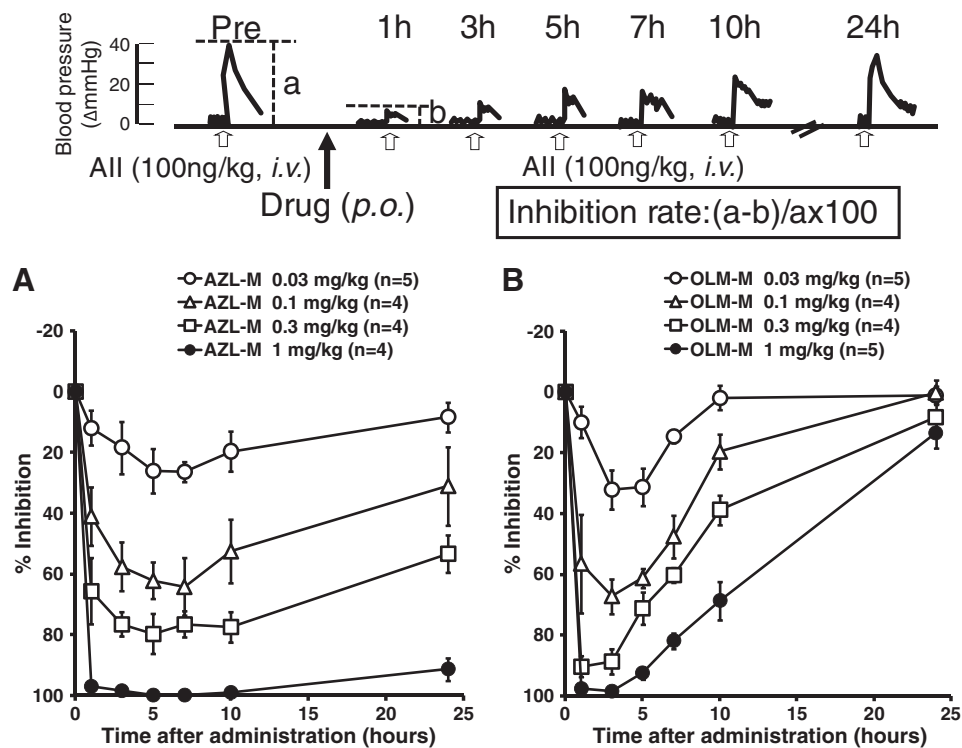 Pre 1h 3h 5h 7h 10h 24h
Blood pressure
(ΔmmHg)
40
20
0
a
b
AII (100ng/kg, i.v.)
AII (100ng/kg, i.v.)
Drug (p.o.)
Inhibition rate:(a-b)/ax100
A
AZL-M 0.03 mg/kg (n=5)
AZL-M 0.1 mg/kg (n=4)
AZL-M 0.3 mg/kg (n=4)
AZL-M 1 mg/kg (n=4)
% Inhibition
-20
0
20
40
60
80
100
0 5 10 15 20 25
Time after administration (hours)
B
OLM-M 0.03 mg/kg (n=5)
OLM-M 0.1 mg/kg (n=4)
OLM-M 0.3 mg/kg (n=4)
OLM-M 1 mg/kg (n=5)
% Inhibition
-20
0
20
40
60
80
100
0 5 10 15 20 25
Time after administration (hours)